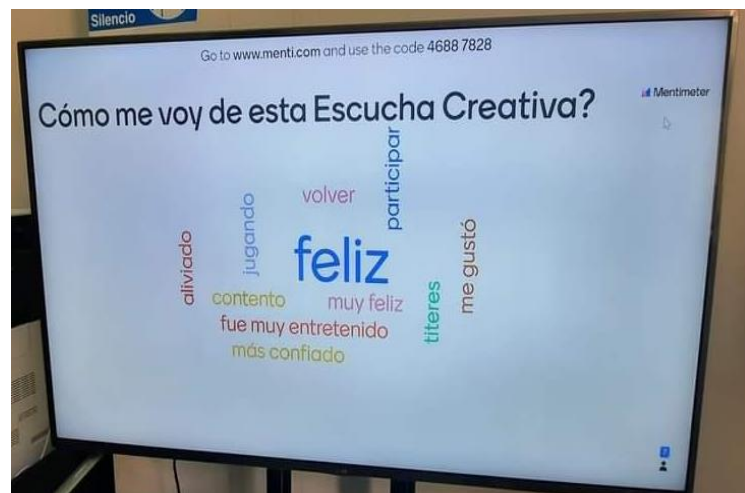 Silencio
Go to www.menti.com and use the code 4688 7828
Mentimeter
Cómo me voy de esta Escucha Creativa?
participar
volver
jugando
aliviado
feliz
me gustó
contento
muy feliz
titeres
fue muy entretenido
más confiado